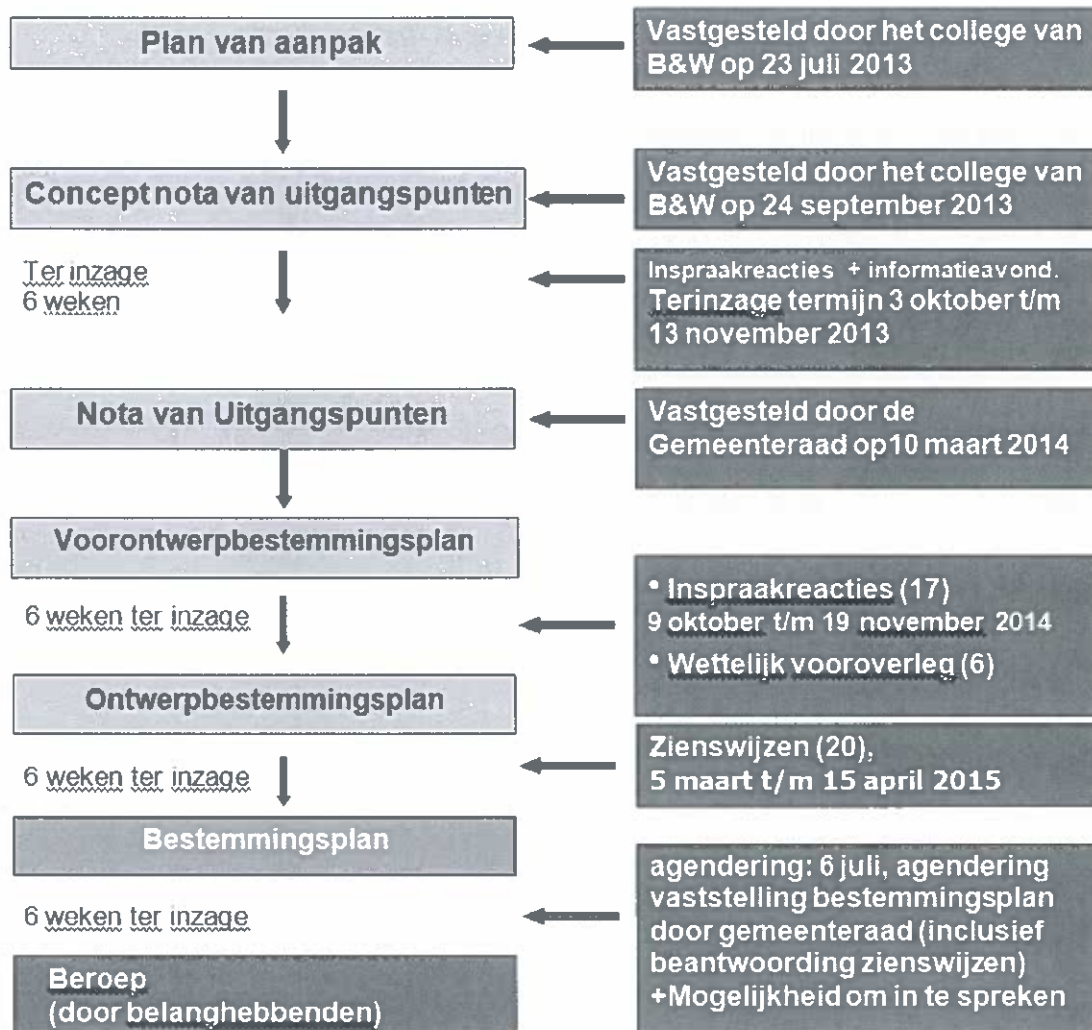 Plan van aanpak
Vastgesteld door het college van
B&W op 23 juli 2013
Concept nota van uitgangspunten
Vastgesteld door het college van
B&W op 24 september 2013
Ter inzage
6 weken
Inspraakreacties + informatieavond.
Terinzage termijn 3 oktober t/m
13 november 2013
Nota van Uitgangspunten
Vastgesteld door de
Gemeenteraad op 10 maart 2014
Voorontwerpbestemmingsplan
6 weken ter inzage
• Inspraakreacties (17)
9 oktober t/m 19 november 2014
• Wettelijk vooroverleg (6)
Ontwerpbestemmingsplan
6 weken ter inzage
Zienswijzen (20),
5 maart t/m 15 april 2015
Bestemmingsplan
6 weken ter inzage
agendering: 6 juli, agendering
vaststelling bestemmingsplan
door gemeenteraad (inclusief
beantwoording zienswijzen)
+Mogelijkheid om in te spreken
Beroep
(door belanghebbenden)